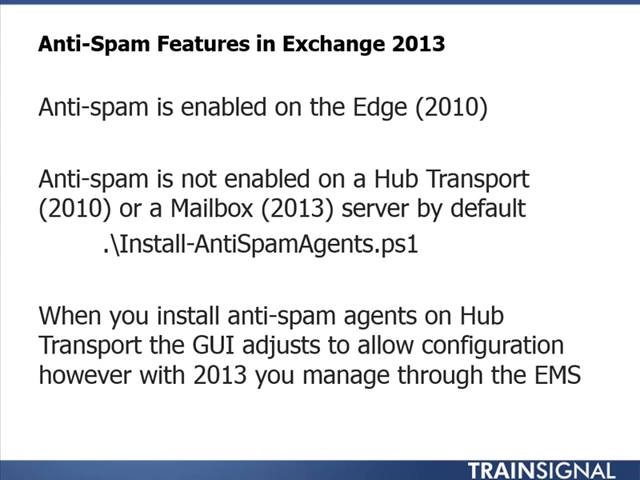 Anti-Spam Features in Exchange 2013
Anti-spam is enabled on the Edge (2010)
Anti-spam is not enabled on a Hub Transport
(2010) or a Mailbox (2013) server by default
.\Install-AntiSpamAgents.ps1
When you install anti-spam agents on Hub
Transport the GUI adjusts to allow configuration
however with 2013 you manage through the EMS
TRAINSIGNAL